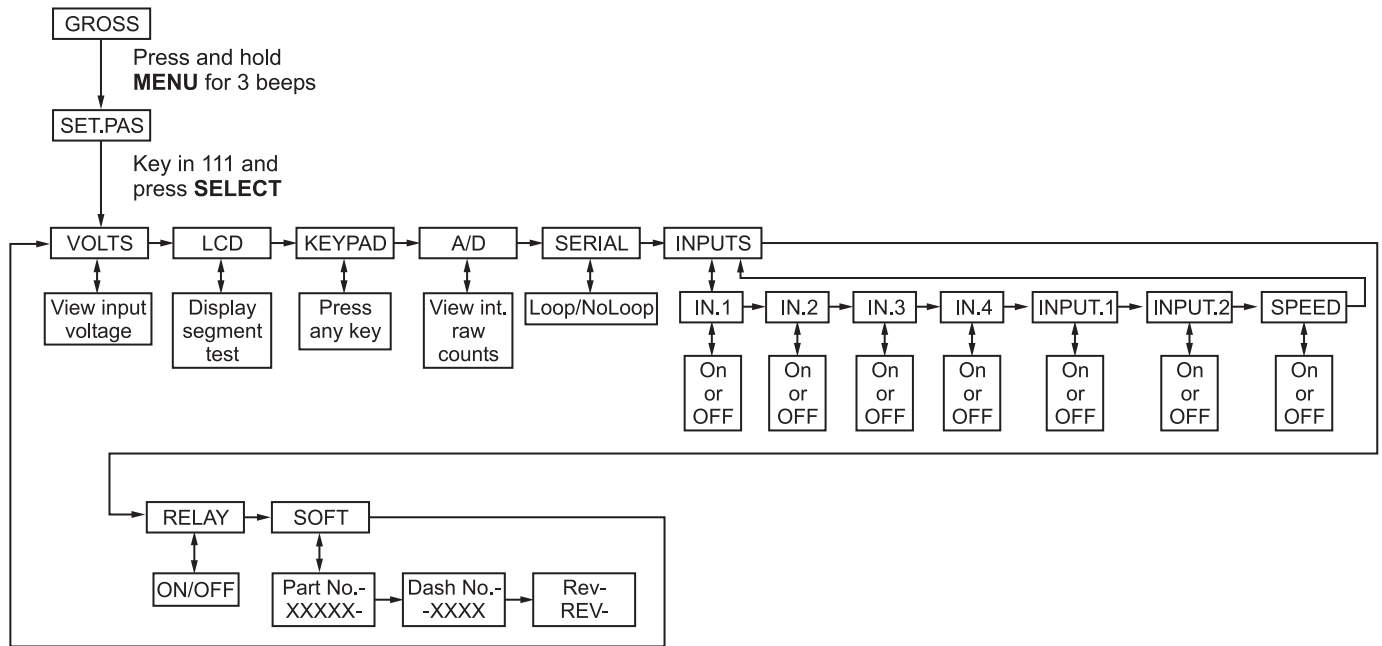 GROSS
Press and hold
MENU for 3 beeps
SET.PAS
Key in 111 and
press SELECT
VOLTS
LCD
KEYPAD
A/D
SERIAL
INPUTS
View input
voltage
Display
segment
test
Press
any key
View int.
raw
counts
Loop/NoLoop
IN.1
IN.2
IN.3
IN.4
INPUT.1
INPUT.2
SPEED
On
or
OFF
On
or
OFF
On
or
OFF
On
or
OFF
On
or
OFF
On
or
OFF
On
or
OFF
RELAY
SOFT
ON/OFF
Part No.-
XXXXX-
Dash No.-
-XXXX
Rev-
REV-